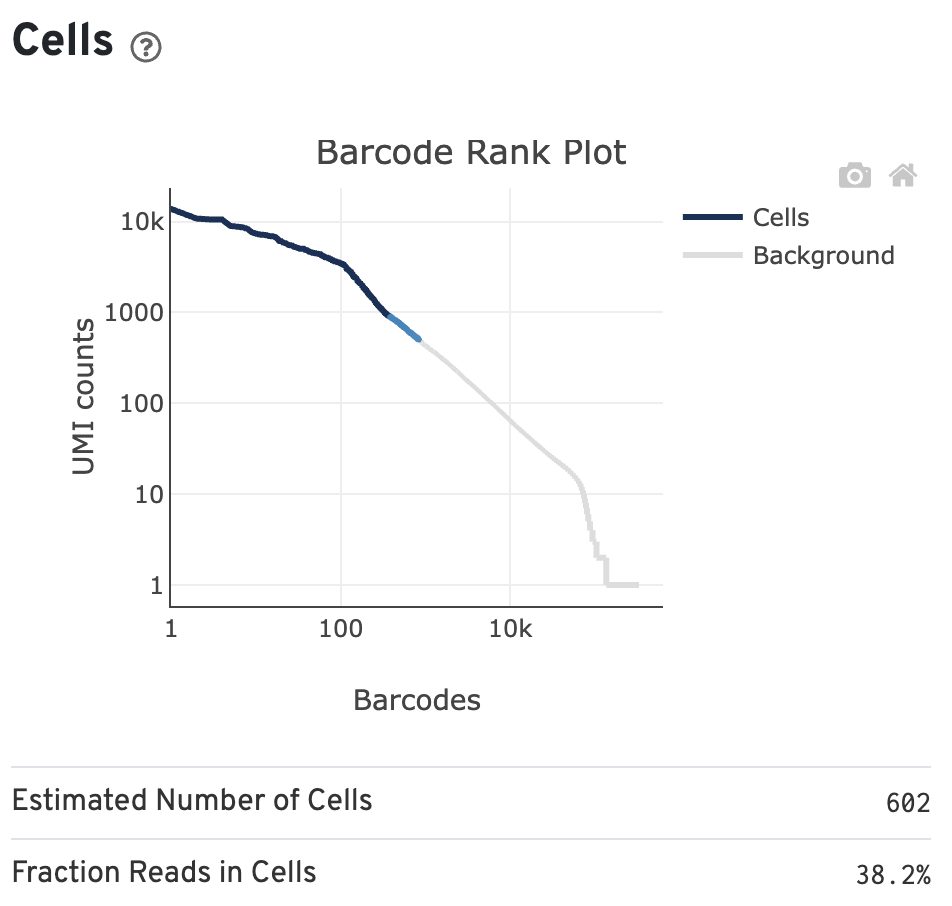 Cells ?
Barcode Rank Plot
Cells
Background
10k
1000
100
10
1
UMI counts
1 100 10k
Barcodes
Estimated Number of Cells 602
Fraction Reads in Cells 38.2%